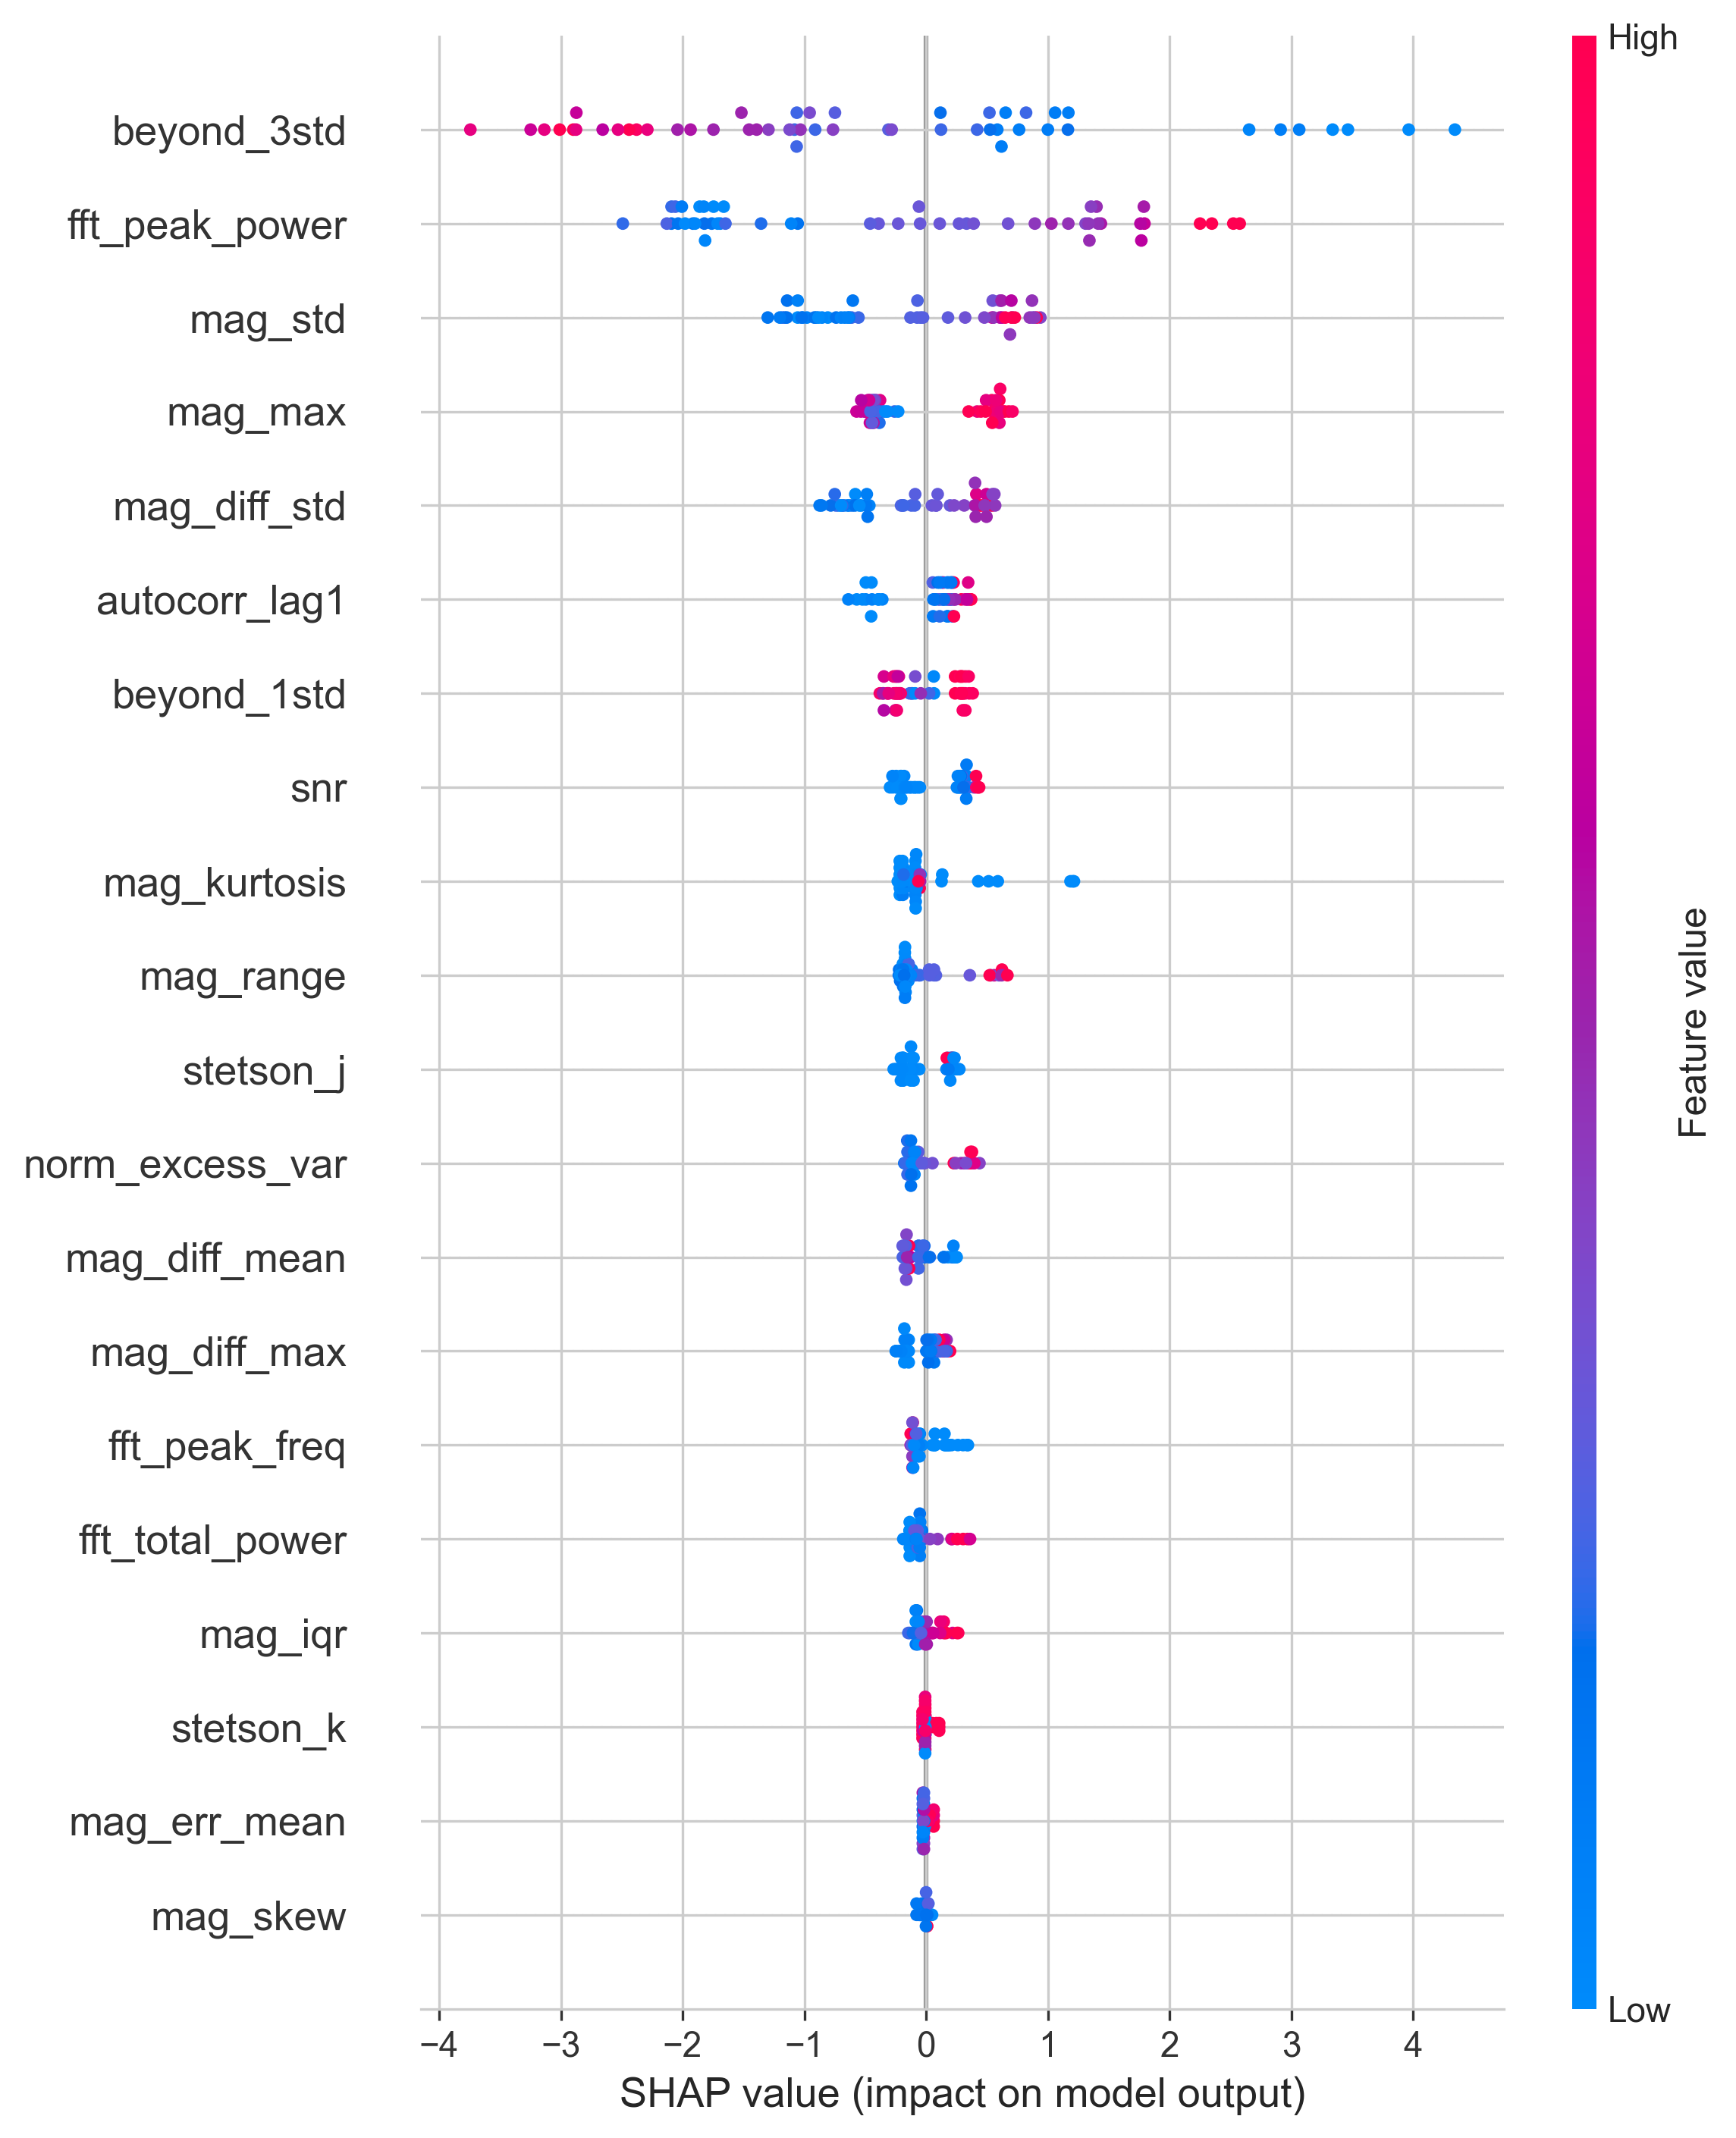 High
beyond_3std
fft_peak_power
mag_std
mag_max
mag_diff_std
autocorr_lag1
beyond_1std
snr
mag_kurtosis
mag_range
stetson_j
norm_excess_var
mag_diff_mean
mag_diff_max
fft_peak_freq
fft_total_power
mag_iqr
stetson_k
mag_err_mean
mag_skew
Feature value
Low
−4 −3 −2 −1 0 1 2 3 4
SHAP value (impact on model output)